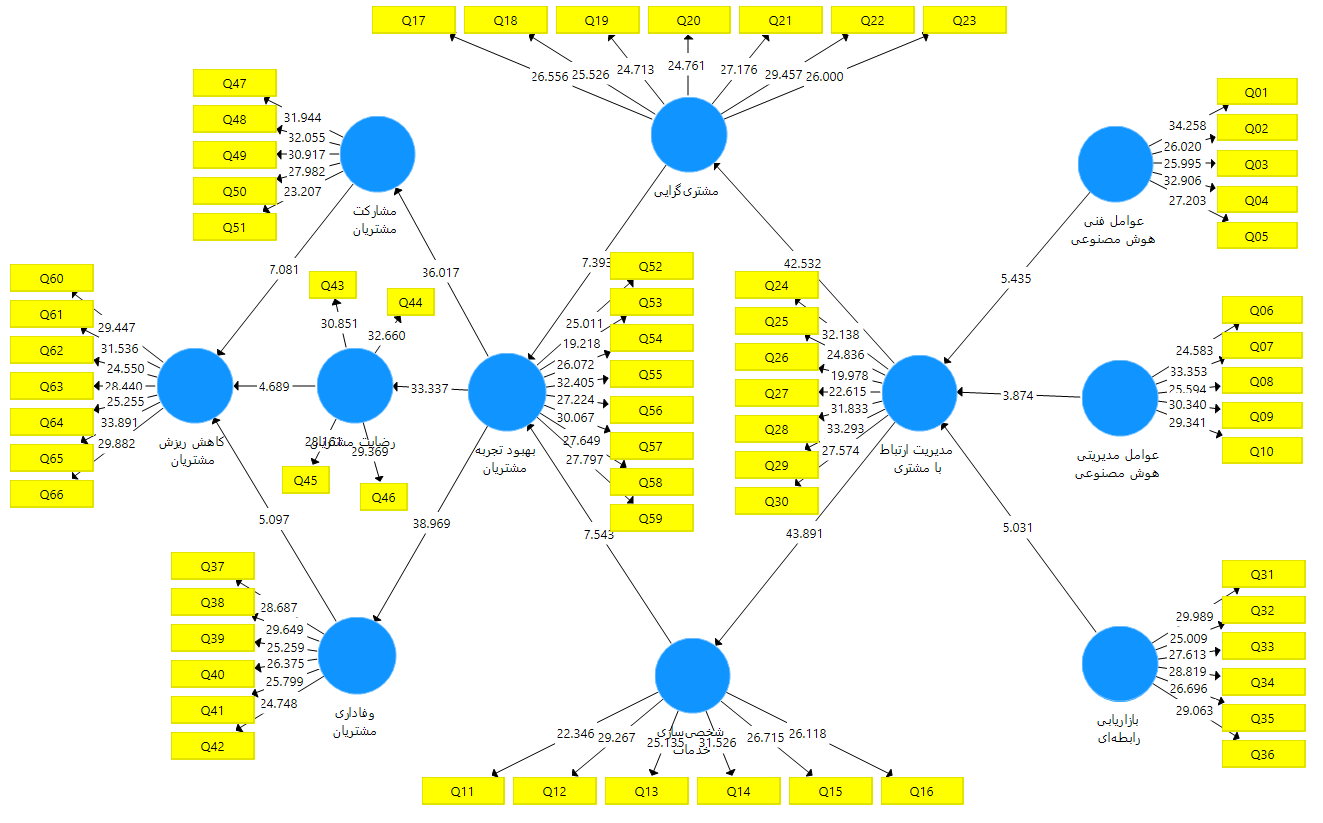 Q17
Q18
Q19
Q20
Q21
Q22
Q23
26.556
25.526
24.713
24.761
27.176
29.457
26.000
مشتری‌گرایی
Q47
Q48
Q49
Q50
Q51
31.944
32.055
30.917
27.982
23.207
مشارکت
مشتریان
Q01
Q02
Q03
Q04
Q05
34.258
26.020
25.995
32.906
27.203
عوامل فنی
هوش مصنوعی
7.081
36.017
7.393
42.532
5.435
Q60
Q61
Q62
Q63
Q64
Q65
Q66
29.447
31.536
24.550
28.440
25.255
33.891
29.882
کاهش ریزش
مشتریان
Q43
Q44
30.851
32.660
4.689
33.337
28.161
29.369
رضایت مشتریان
Q45
Q46
Q52
Q53
Q54
Q55
Q56
Q57
Q58
Q59
25.011
19.218
26.072
32.405
27.224
30.067
27.649
27.797
بهبود تجربه
مشتریان
Q24
Q25
Q26
Q27
Q28
Q29
Q30
32.138
24.836
19.978
22.615
31.833
33.293
27.574
مدیریت ارتباط
با مشتری
3.874
Q06
Q07
Q08
Q09
Q10
24.583
33.353
25.594
30.340
29.341
عوامل مدیریتی
هوش مصنوعی
5.097
38.969
7.543
43.891
5.031
Q37
Q38
Q39
Q40
Q41
Q42
28.687
29.649
25.259
26.375
25.799
24.748
وفاداری
مشتریان
شخصی‌سازی
خدمات
22.346
29.267
25.135
31.526
26.715
26.118
Q11
Q12
Q13
Q14
Q15
Q16
Q31
Q32
Q33
Q34
Q35
Q36
29.989
25.009
27.613
28.819
26.696
29.063
بازاریابی
رابطه‌ای